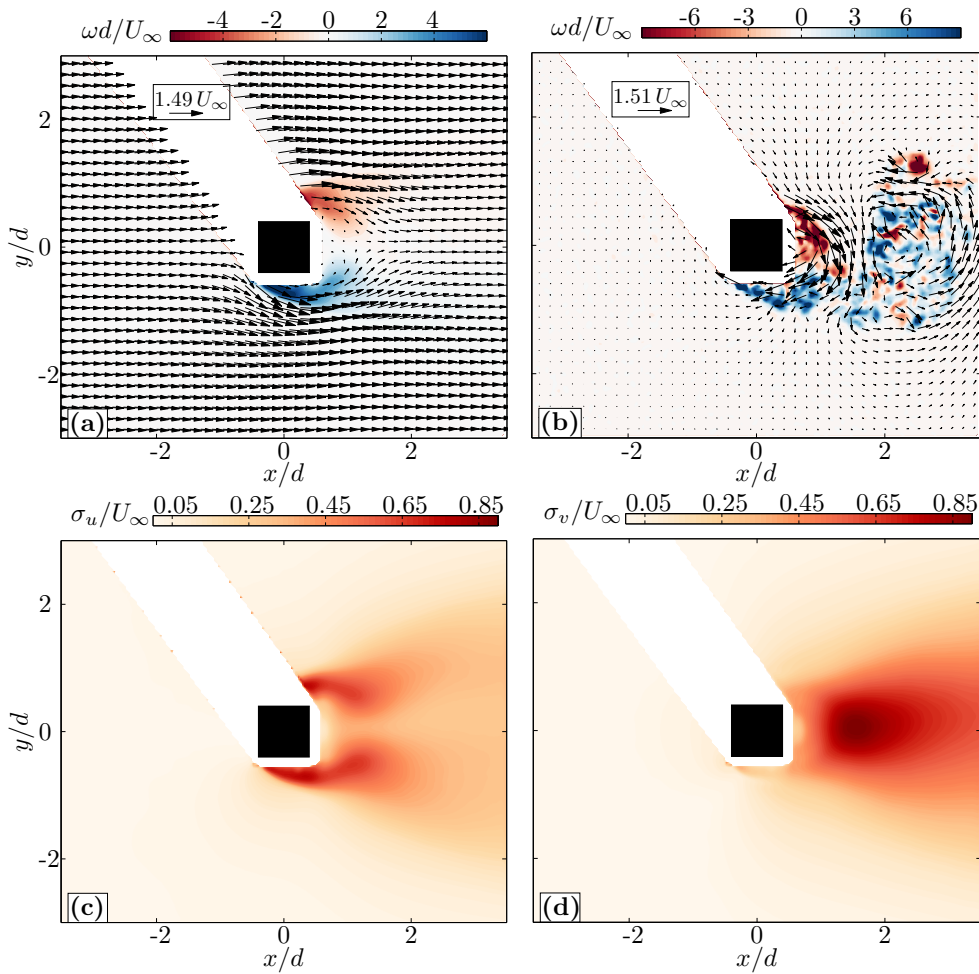 ωd/U∞ -4 -2 0 2 4
1.49 U∞
y/d
2
0
-2
(a)
-2 0 2
x/d
ωd/U∞ -6 -3 0 3 6
1.51 U∞
(b)
-2 0 2
x/d
σu/U∞ 0.05 0.25 0.45 0.65 0.85
y/d
2
0
-2
(c)
-2 0 2
x/d
σv/U∞ 0.05 0.25 0.45 0.65 0.85
(d)
-2 0 2
x/d